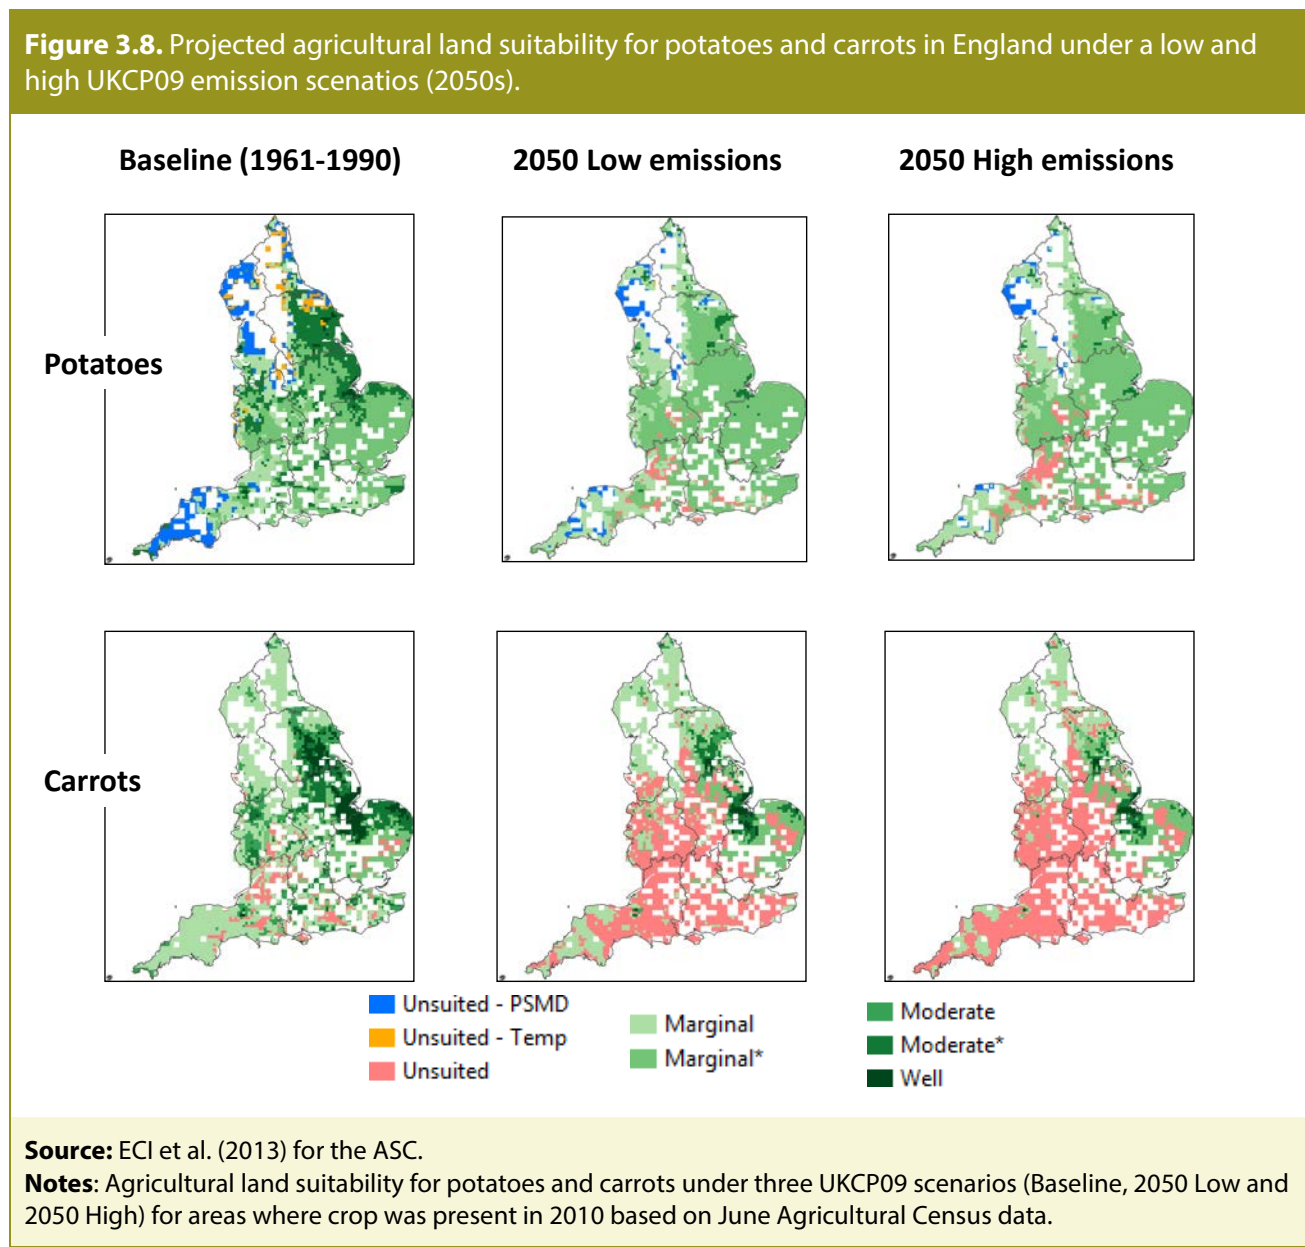 Figure 3.8. Projected agricultural land suitability for potatoes and carrots in England under a low and
high UKCP09 emission scenatios (2050s).
Baseline (1961-1990)
2050 Low emissions
2050 High emissions
Potatoes
Carrots
Unsuited - PSMD
Unsuited - Temp
Unsuited
Marginal
Marginal*
Moderate
Moderate*
Well
Source: ECI et al. (2013) for the ASC.
Notes: Agricultural land suitability for potatoes and carrots under three UKCP09 scenarios (Baseline, 2050 Low and
2050 High) for areas where crop was present in 2010 based on June Agricultural Census data.